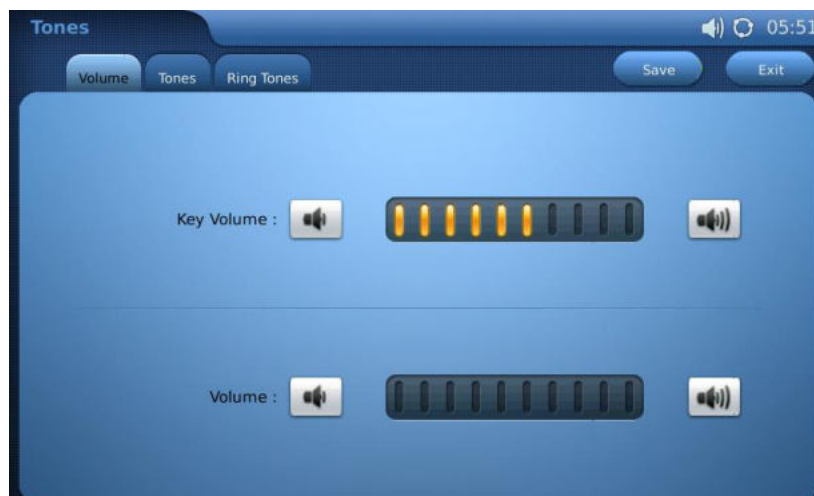 Tones
05:51
Volume Tones Ring Tones Save Exit
Key Volume :
Volume :